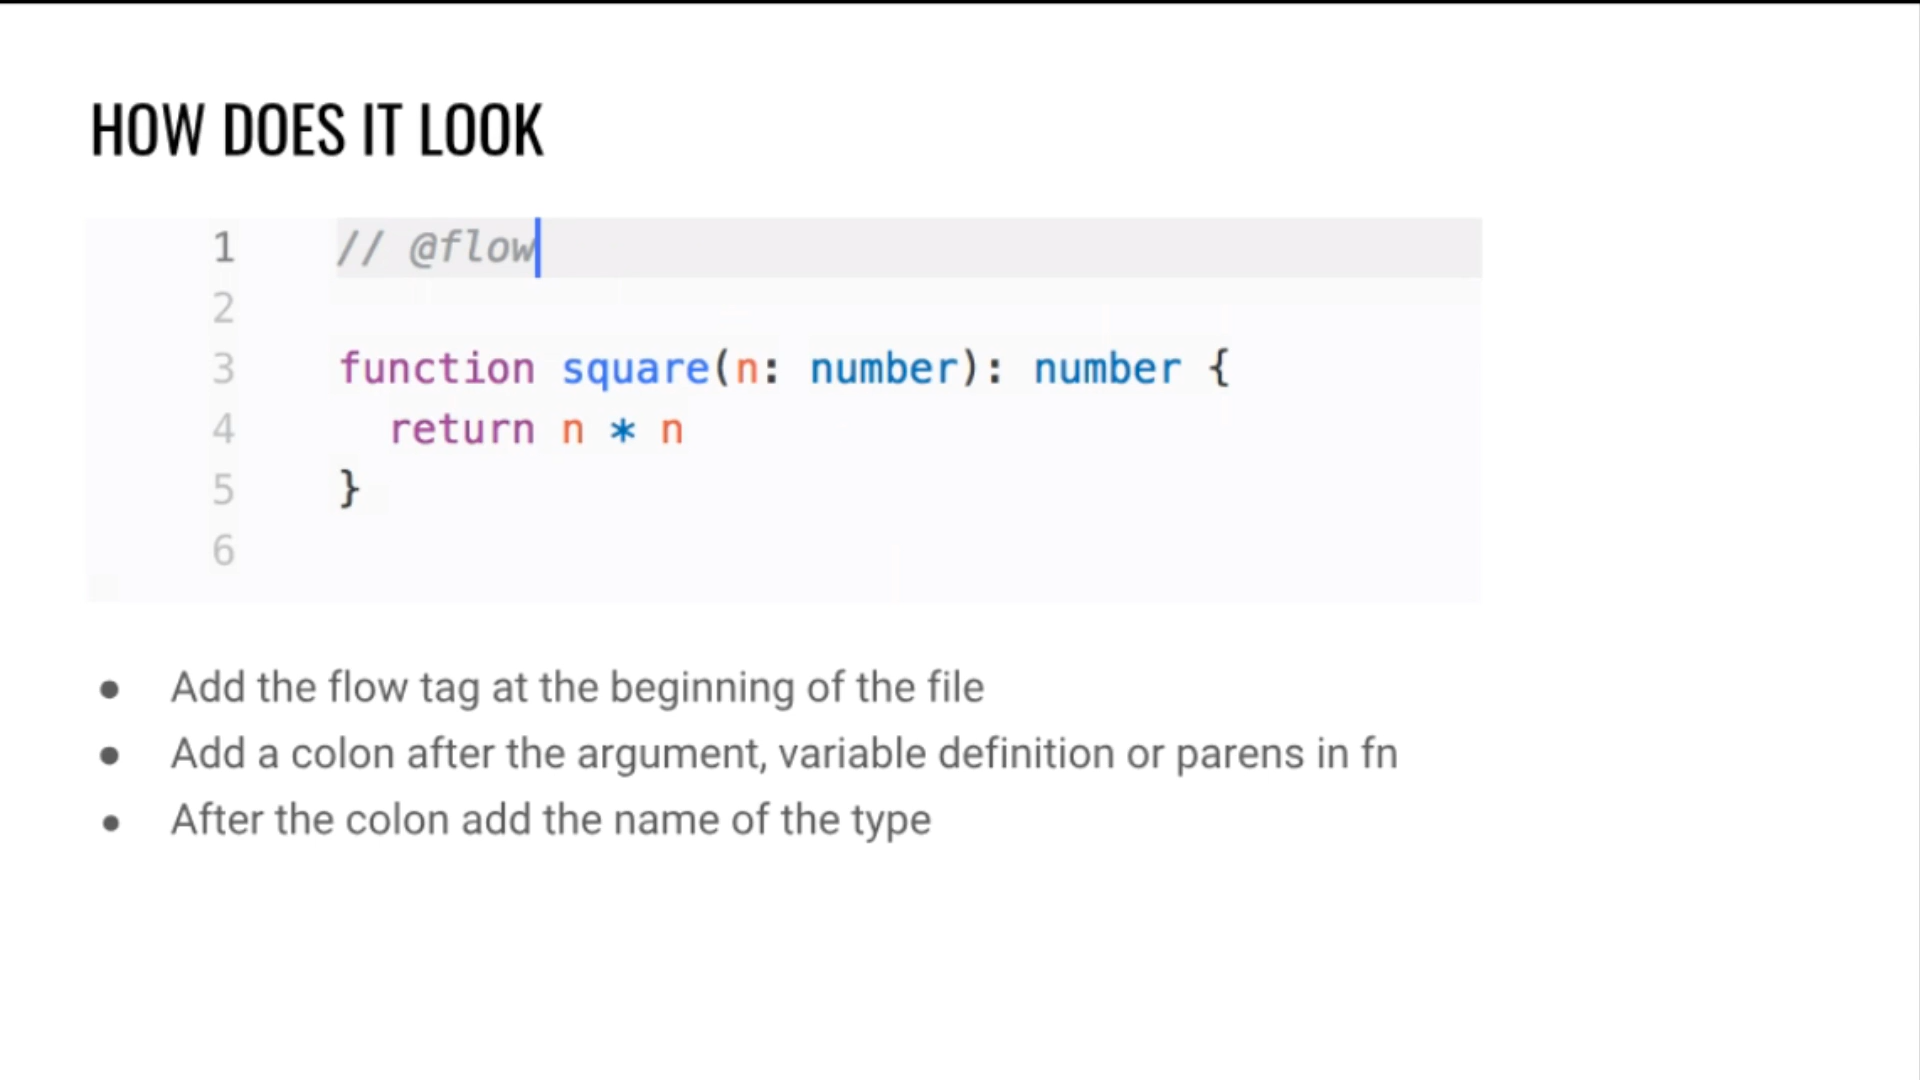 HOW DOES IT LOOK
1 // @flow
2
3 function square(n: number): number {
4 return n * n
5 }
6
● Add the flow tag at the beginning of the file
● Add a colon after the argument, variable definition or parens in fn
● After the colon add the name of the type